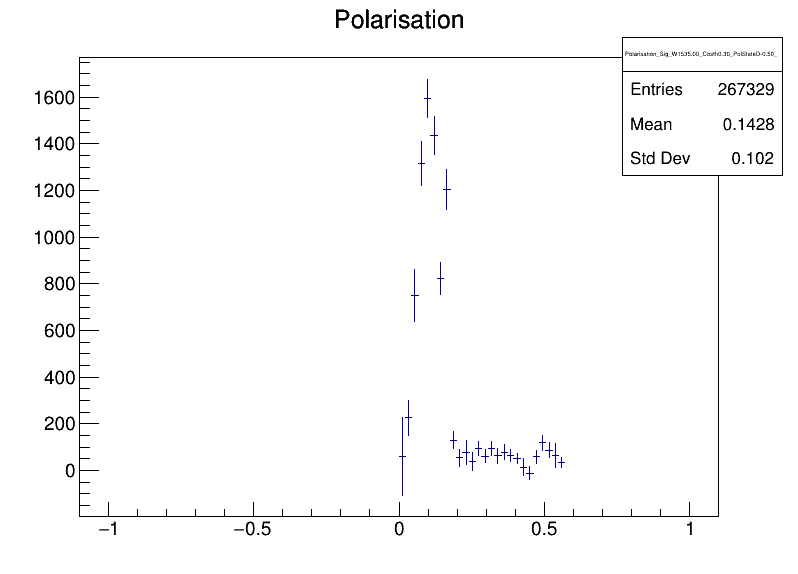 Polarisation
Polarisation_Sig_W1535.00_Costh0.30_PolStateD-0.50_
Entries 267329
Mean 0.1428
Std Dev 0.102
1600
1400
1200
1000
800
600
400
200
0
−1 −0.5 0 0.5 1